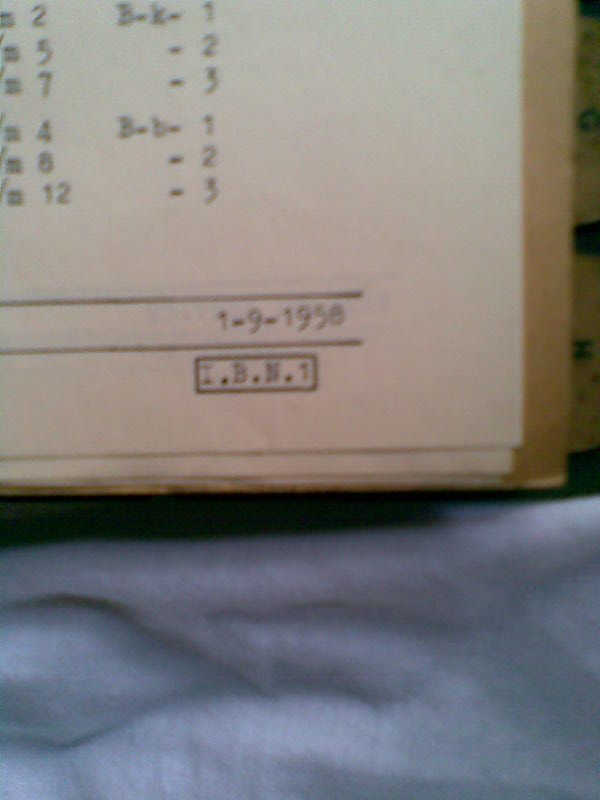 /m 2 B-k- 1
/m 5 - 2
/m 7 - 3
/m 4 B-b- 1
/m 8 - 2
/m 12 - 3
1-9-1958
I.B.N.1
G
H